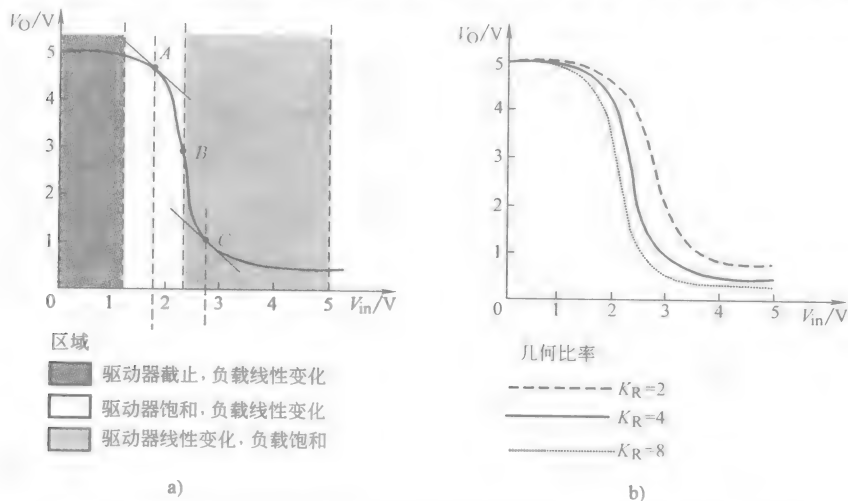 V_O/V
5
4
3
2
1
0
1
2
3
4
5
V_in/V
A
B
C
区域
驱动器截止,负载线性变化
驱动器饱和,负载线性变化
驱动器线性变化,负载饱和
a)
V_O/V
5
4
3
2
1
0
1
2
3
4
5
V_in/V
几何比率
K_R=2
K_R=4
K_R=8
b)